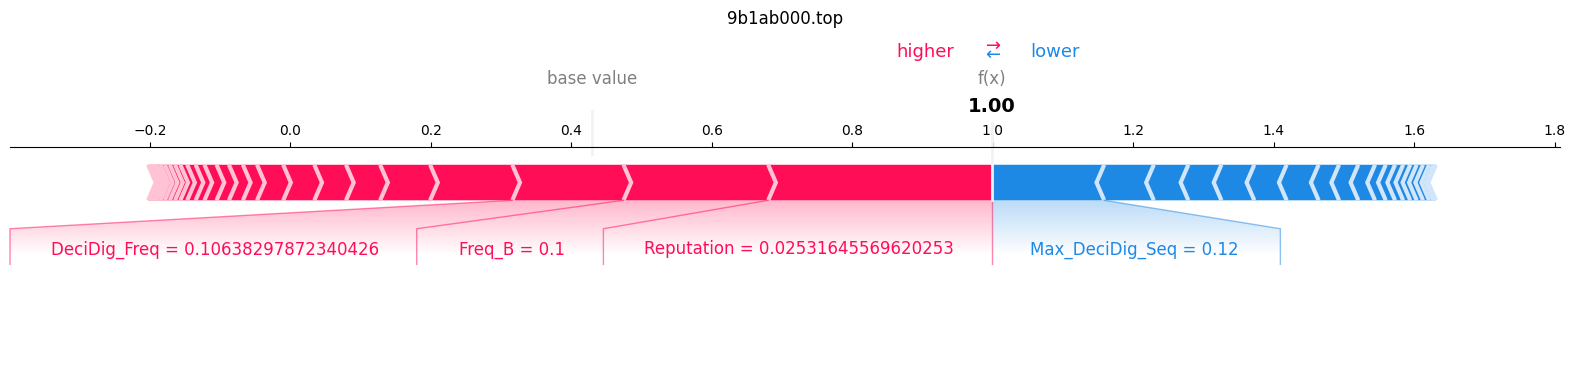 9b1ab000.top
higher ⇄ lower
base value f(x)
1.00
−0.2 0.0 0.2 0.4 0.6 0.8 1.0 1.2 1.4 1.6 1.8
DeciDig_Freq = 0.10638297872340426 Freq_B = 0.1 Reputation = 0.02531645569620253 Max_DeciDig_Seq = 0.12